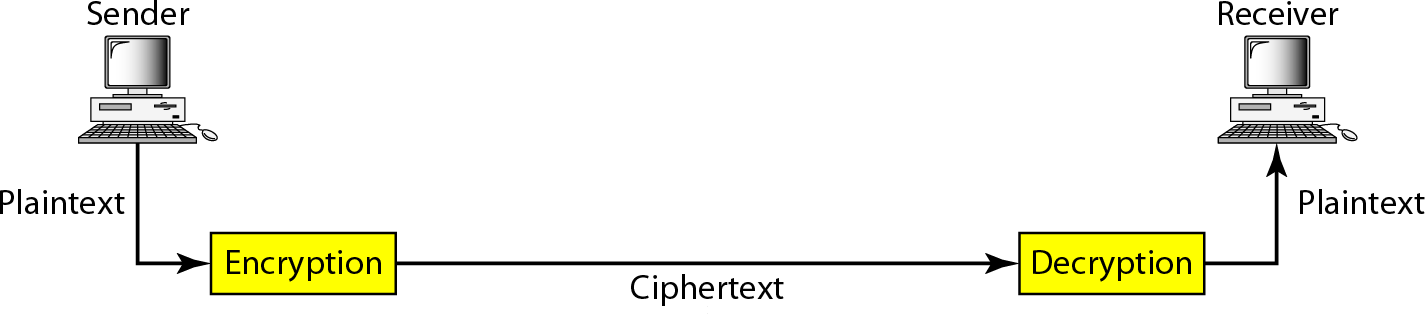 Sender
Receiver
Plaintext
Plaintext
Encryption
Decryption
Ciphertext